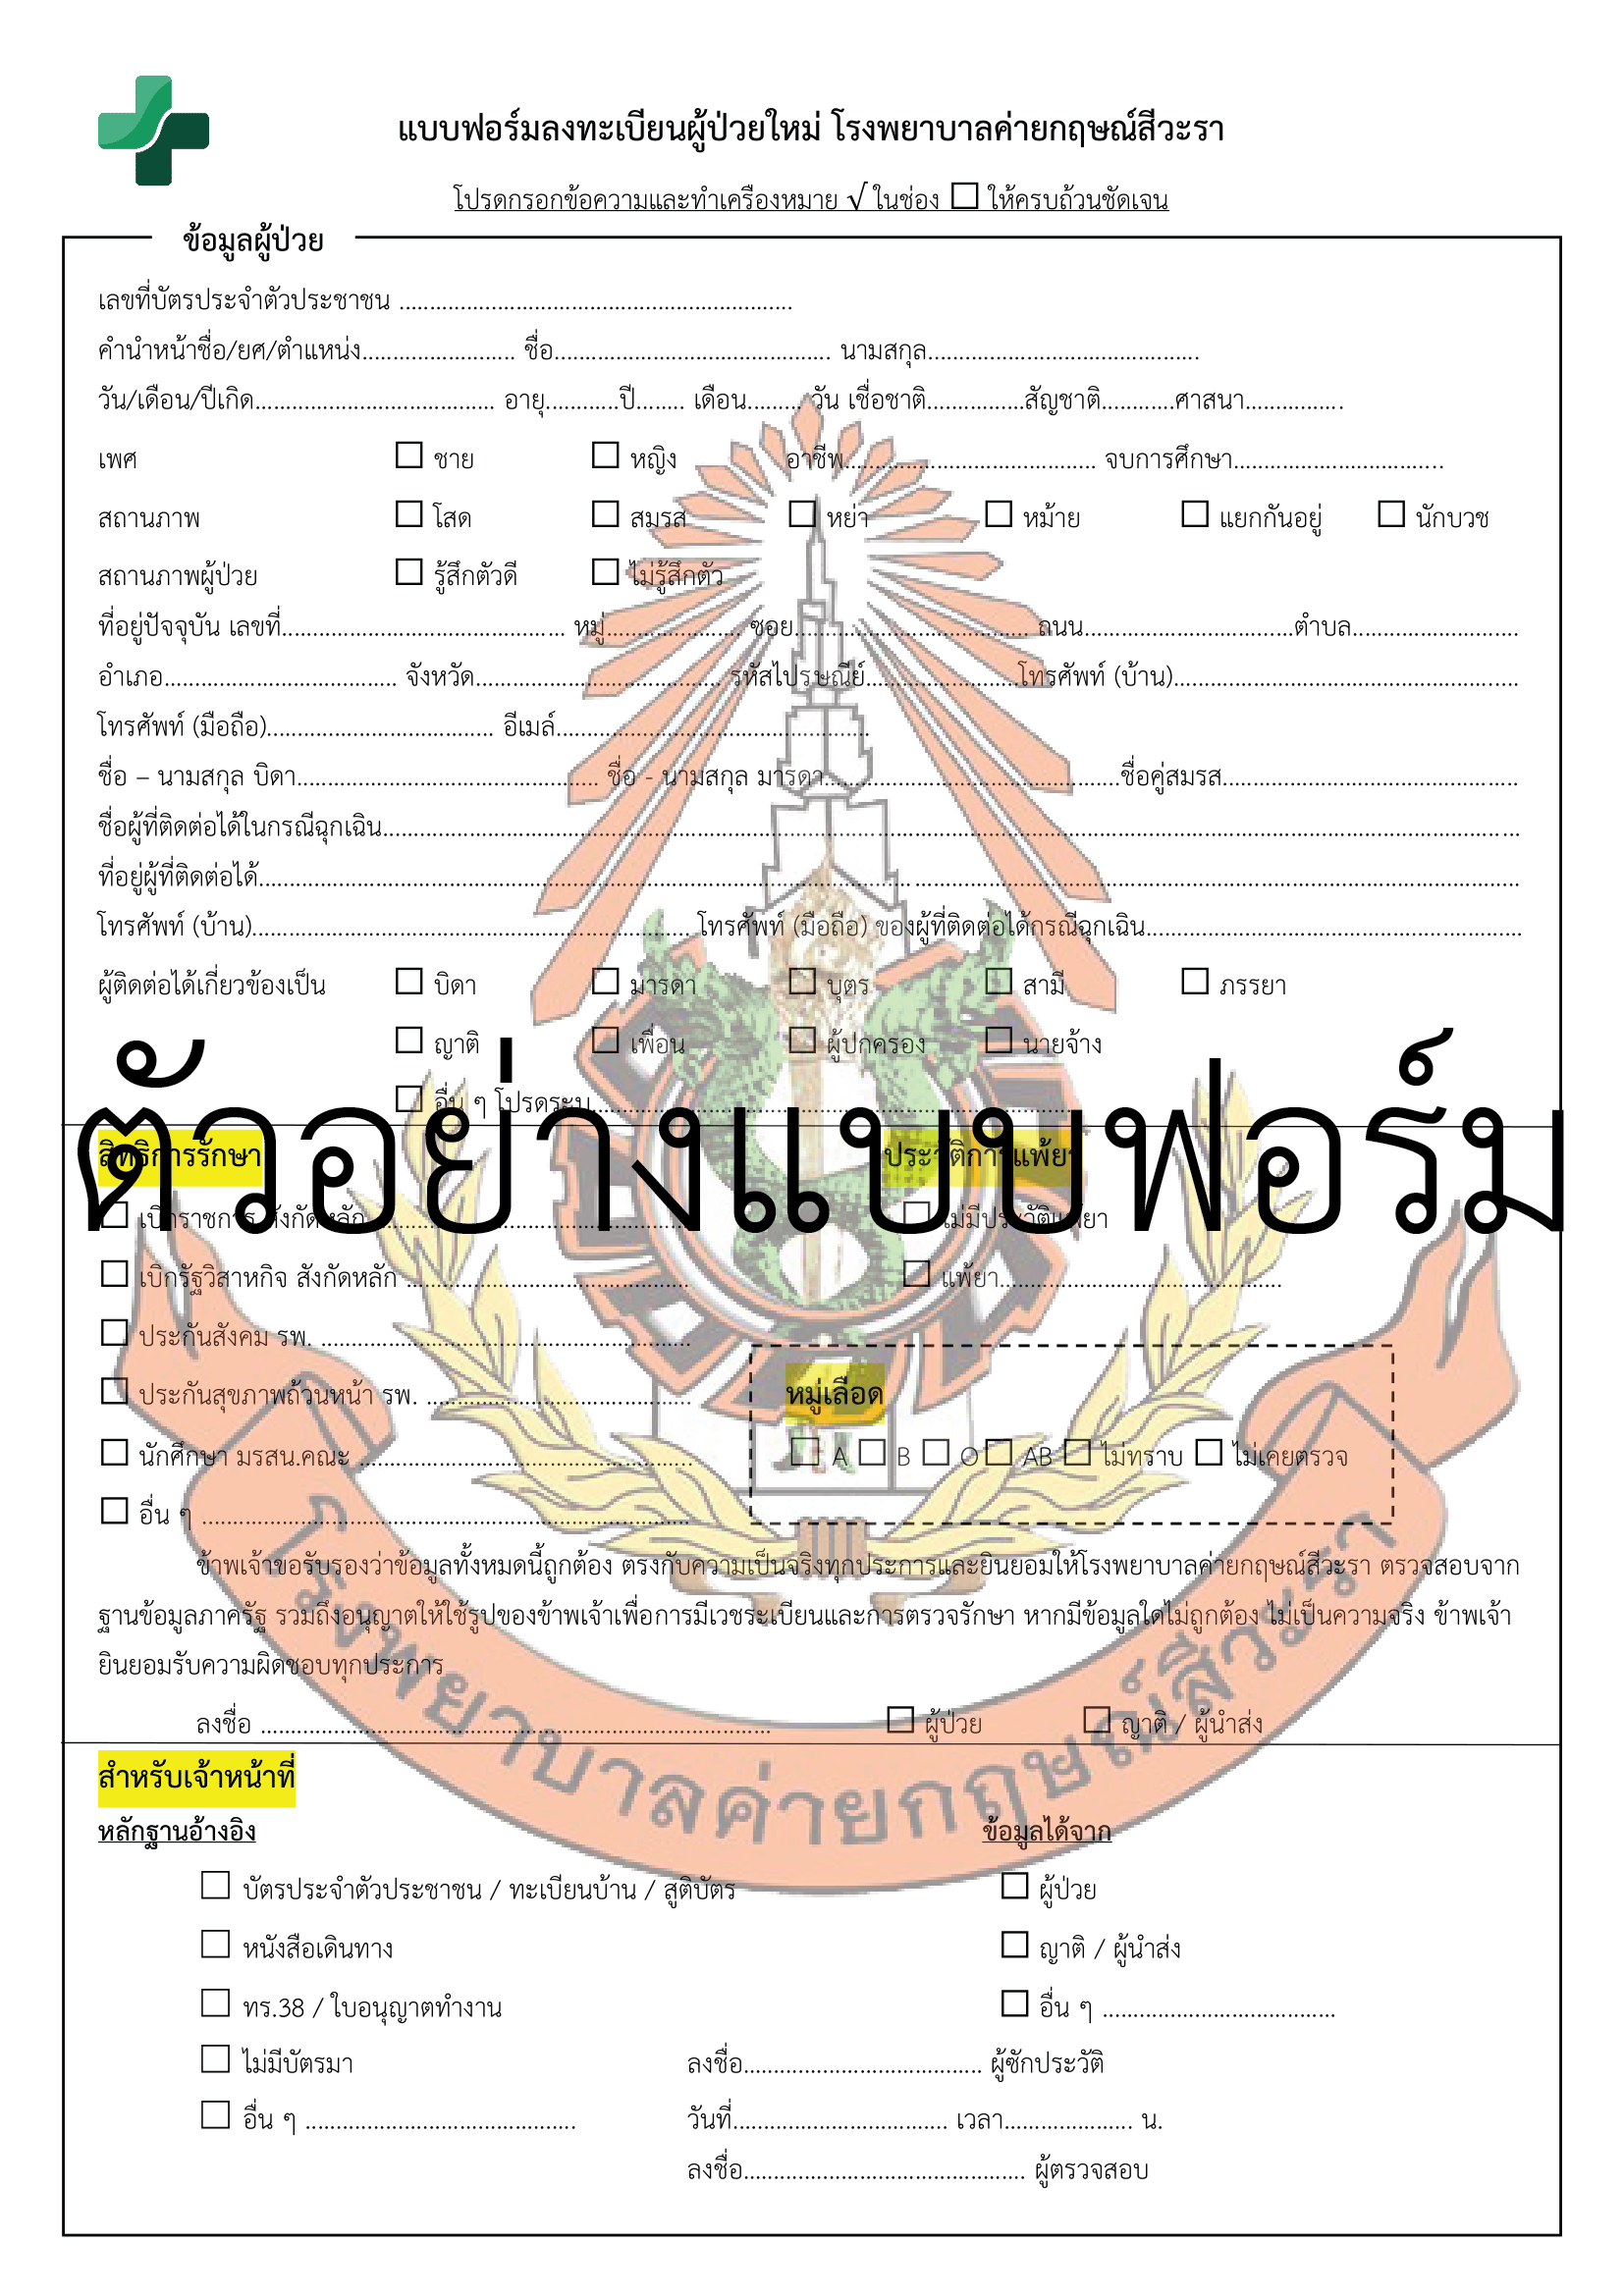 แบบฟอร์มลงทะเบียนผู้ป่วยใหม่ โรงพยาบาลค่ายกฤษณ์สีวะรา
โปรดกรอกข้อความและทำเครื่องหมาย √ ในช่อง ☐ ให้ครบถ้วนชัดเจน
ข้อมูลผู้ป่วย
เลขที่บัตรประจำตัวประชาชน ................................................................
คำนำหน้าชื่อ/ยศ/ตำแหน่ง......................... ชื่อ............................................. นามสกุล............................................
วัน/เดือน/ปีเกิด....................................... อายุ............ปี........ เดือน..........วัน เชื่อชาติ................สัญชาติ............ศาสนา................
เพศ ☐ ชาย ☐ หญิง อาชีพ......................................... จบการศึกษา..................................
สถานภาพ ☐ โสด ☐ สมรส ☐ หย่า ☐ หม้าย ☐ แยกกันอยู่ ☐ นักบวช
สถานภาพผู้ป่วย ☐ รู้สึกตัวดี ☐ ไม่รู้สึกตัว
ที่อยู่ปัจจุบัน เลขที่.............................................. หมู่...................... ซอย...................................... ถนน..................................ตำบล...........................
อำเภอ...................................... จังหวัด........................................ รหัสไปรษณีย์.........................โทรศัพท์ (บ้าน)........................................................
โทรศัพท์ (มือถือ)..................................... อีเมล์...................................................
ชื่อ – นามสกุล บิดา................................................. ชื่อ - นามสกุล มารดา................................................ชื่อคู่สมรส................................................
ชื่อผู้ที่ติดต่อได้ในกรณีฉุกเฉิน................................................................................................................................
ที่อยู่ผู้ที่ติดต่อได้................................................................................................................................
โทรศัพท์ (บ้าน)....................................................................... โทรศัพท์ (มือถือ) ของผู้ที่ติดต่อได้กรณีฉุกเฉิน.............................................................
ผู้ติดต่อได้เกี่ยวข้องเป็น ☐ บิดา ☐ มารดา ☐ บุตร ☐ สามี ☐ ภรรยา
☐ ญาติ ☐ เพื่อน ☐ ผู้ปกครอง ☐ นายจ้าง
☐ อื่น ๆ โปรดระบุ................................................................
ตัวอย่างแบบฟอร์ม
สิทธิการรักษา ประวัติการแพ้ยา
☐ เบิกราชการ สังกัดหลัก .................................................... ☐ ไม่มีประวัติแพ้ยา
☐ เบิกรัฐวิสาหกิจ สังกัดหลัก .............................................. ☐ แพ้ยา..............................................
☐ ประกันสังคม รพ. ............................................................
☐ ประกันสุขภาพถ้วนหน้า รพ. ........................................... หมู่เลือด
☐ นักศึกษา มรสน.คณะ ...................................................... ☐ A ☐ B ☐ O ☐ AB ☐ ไม่ทราบ ☐ ไม่เคยตรวจ
☐ อื่น ๆ ...............................................................................
ข้าพเจ้าขอรับรองว่าข้อมูลทั้งหมดนี้ถูกต้อง ตรงกับความเป็นจริงทุกประการและยินยอมให้โรงพยาบาลค่ายกฤษณ์สีวะรา ตรวจสอบจาก
ฐานข้อมูลภาครัฐ รวมถึงอนุญาตให้ใช้รูปของข้าพเจ้าเพื่อการมีเวชระเบียนและการตรวจรักษา หากมีข้อมูลใดไม่ถูกต้อง ไม่เป็นความจริง ข้าพเจ้า
ยินยอมรับความผิดชอบทุกประการ
ลงชื่อ ................................................................................... ☐ ผู้ป่วย ☐ ญาติ / ผู้นำส่ง
โรงพยาบาลค่ายกฤษณ์สีวะรา
สำหรับเจ้าหน้าที่
หลักฐานอ้างอิง ข้อมูลได้จาก
☐ บัตรประจำตัวประชาชน / ทะเบียนบ้าน / สูติบัตร ☐ ผู้ป่วย
☐ หนังสือเดินทาง ☐ ญาติ / ผู้นำส่ง
☐ ทร.38 / ใบอนุญาตทำงาน ☐ อื่น ๆ ......................................
☐ ไม่มีบัตรมา ลงชื่อ....................................... ผู้ซักประวัติ
☐ อื่น ๆ ............................................ วันที่................................... เวลา..................... น.
ลงชื่อ.............................................. ผู้ตรวจสอบ